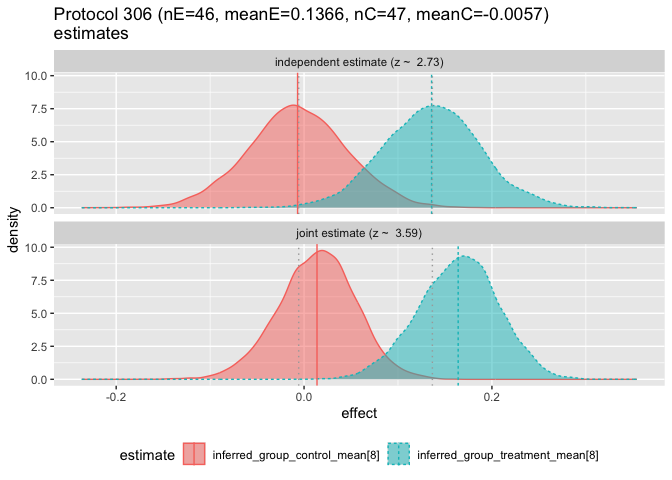 Protocol 306 (nE=46, meanE=0.1366, nC=47, meanC=-0.0057)
estimates
independent estimate (z ~  2.73)
10.0
7.5
5.0
2.5
0.0
joint estimate (z ~  3.59)
10.0
7.5
5.0
2.5
0.0
density
-0.2
0.0
0.2
effect
estimate
inferred_group_control_mean[8]
inferred_group_treatment_mean[8]